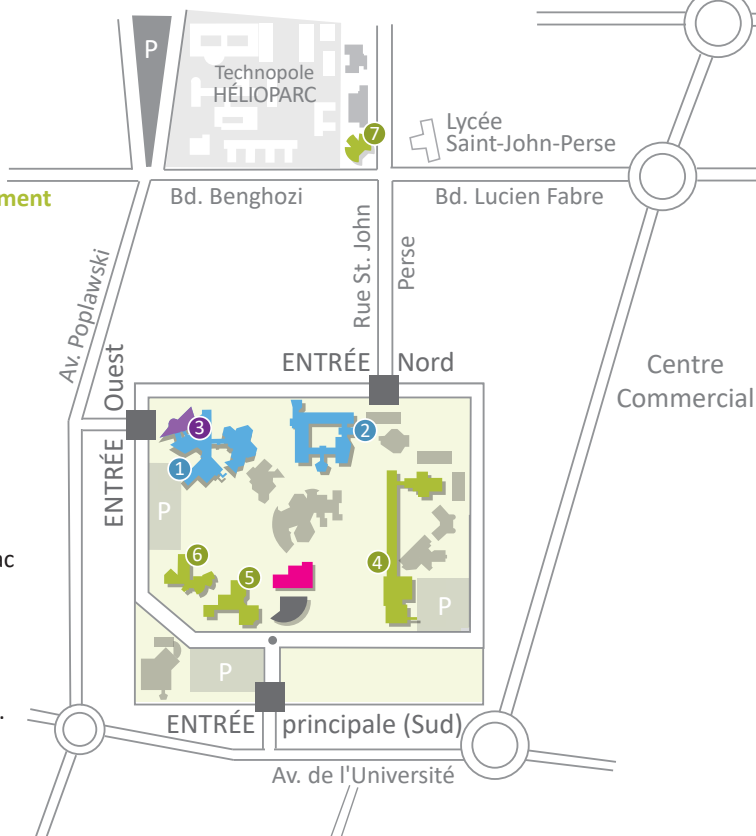 P
Technopole
HÉLIOPARC
7
Lycée
Saint-John-Perse
ment
Bd. Benghozi
Bd. Lucien Fabre
Rue St. John
Perse
Av. Poplawski
ENTRÉE Nord
ENTRÉE Ouest
Centre
Commercial
3
2
1
P
6
5
4
P
ac
P
.
ENTRÉE principale (Sud)
Av. de l'Université